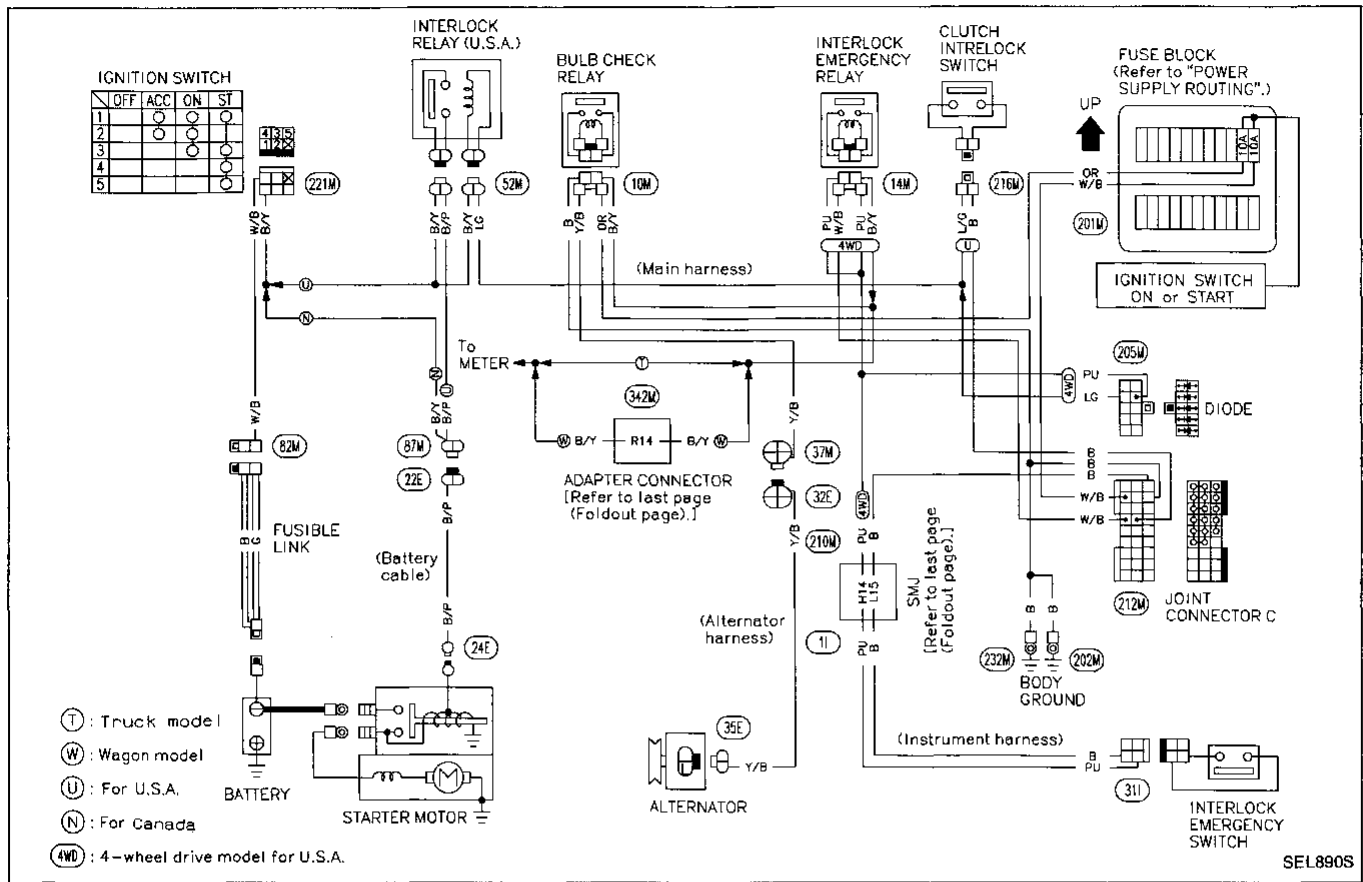 INTERLOCK
RELAY (U.S.A.)
BULB CHECK
RELAY
INTERLOCK
EMERGENCY
RELAY
CLUTCH
INTRELOCK
SWITCH
FUSE BLOCK
(Refer to "POWER
SUPPLY ROUTING".)
IGNITION SWITCH
OFF ACC ON ST
1
2
3
4
5
4 3 5
1 2
UP
10A
10A
OR
W/B
221M
52M
10M
14M
216M
201M
W/B
B/Y
B/Y
B/P
B/Y
LG
B
Y/B
OR
B/Y
PU
W/B
PU
B/Y
L/G
B
4WD
U
(Main harness)
IGNITION SWITCH
ON or START
U
N
To
METER
T
205M
4WD
PU
LG
DIODE
342M
N
U
B/Y
B/P
W/B
W B/Y
R14
B/Y W
Y/B
82M
87M
37M
ADAPTER CONNECTOR
[Refer to last page
(Foldout page).]
22E
32E
4WD
B
B
B
W/B
W/B
FUSIBLE
LINK
B
G
B/P
Y/B
210M
PU
B
(Battery
cable)
H14
L15
SMJ
[Refer to last page
(Foldout page).]
212M
JOINT
CONNECTOR C
B/P
(Alternator
harness)
1I
PU
B
B
B
24E
232M
202M
BODY
GROUND
T : Truck model
W : Wagon model
U : For U.S.A.
N : For Canada
4WD : 4-wheel drive model for U.S.A.
BATTERY
M
STARTER MOTOR
35E
Y/B
ALTERNATOR
(Instrument harness)
B
PU
31I
INTERLOCK
EMERGENCY
SWITCH
SEL890S